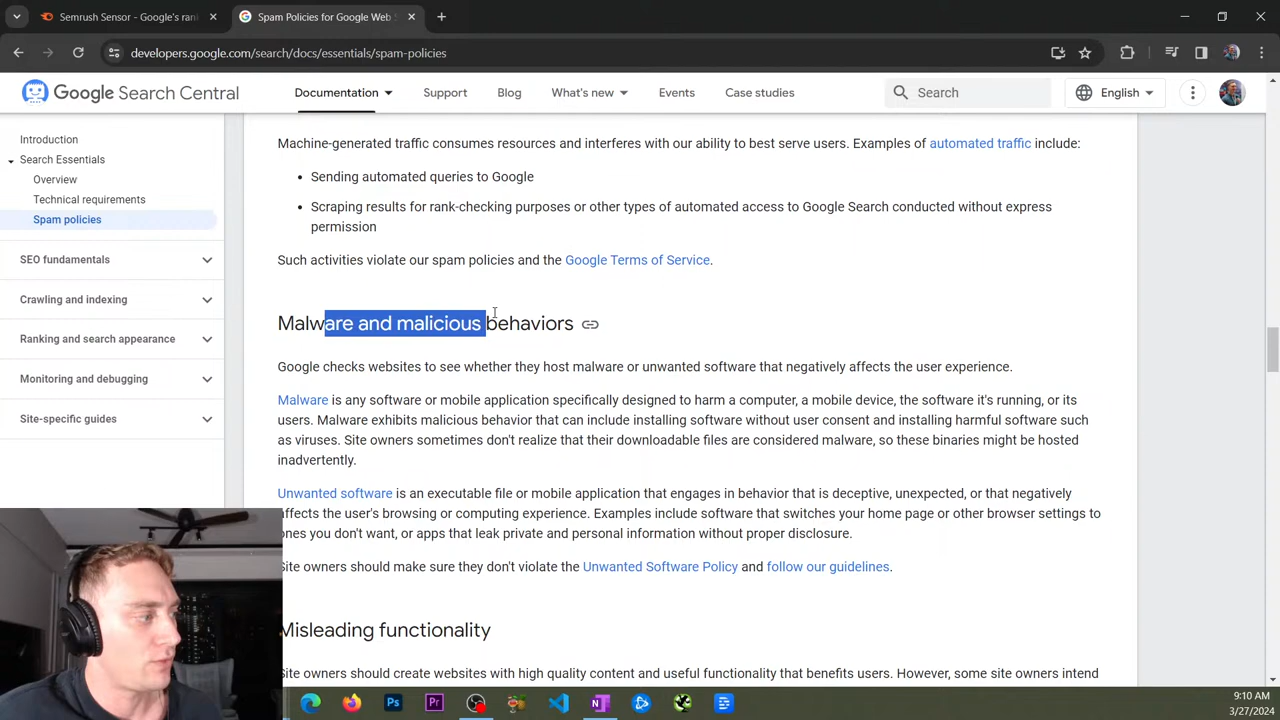 Semrush Sensor - Google's ran
Spam Policies for Google Web S
developers.google.com/search/docs/essentials/spam-policies
Google Search Central
Documentation
Support
Blog
What's new
Events
Case studies
Search
English
Introduction
Search Essentials
Overview
Technical requirements
Spam policies
SEO fundamentals
Crawling and indexing
Ranking and search appearance
Monitoring and debugging
Site-specific guides
Machine-generated traffic consumes resources and interferes with our ability to best serve users. Examples of automated traffic include:
• Sending automated queries to Google
• Scraping results for rank-checking purposes or other types of automated access to Google Search conducted without express
permission
Such activities violate our spam policies and the Google Terms of Service.
Malware and malicious behaviors
Google checks websites to see whether they host malware or unwanted software that negatively affects the user experience.
Malware is any software or mobile application specifically designed to harm a computer, a mobile device, the software it's running, or its
users. Malware exhibits malicious behavior that can include installing software without user consent and installing harmful software such
as viruses. Site owners sometimes don't realize that their downloadable files are considered malware, so these binaries might be hosted
inadvertently.
Unwanted software is an executable file or mobile application that engages in behavior that is deceptive, unexpected, or that negatively
affects the user's browsing or computing experience. Examples include software that switches your home page or other browser settings to
ones you don't want, or apps that leak private and personal information without proper disclosure.
Site owners should make sure they don't violate the Unwanted Software Policy and follow our guidelines.
Misleading functionality
Site owners should create websites with high quality content and useful functionality that benefits users. However, some site owners intend
Ps
Pr
9:10 AM
3/27/2024